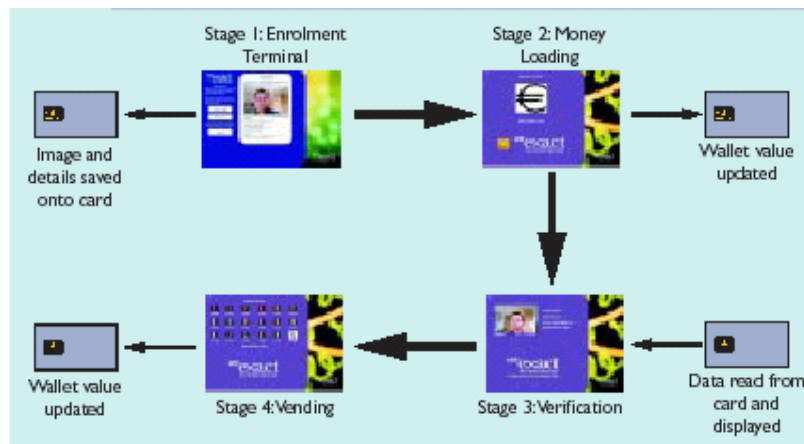 Stage 1: Enrolment
Terminal
Stage 2: Money
Loading
Image and
details saved
onto card
€
Wallet value
updated
Wallet value
updated
Stage 4: Vending
Stage 3: Verification
Data read from
card and
displayed